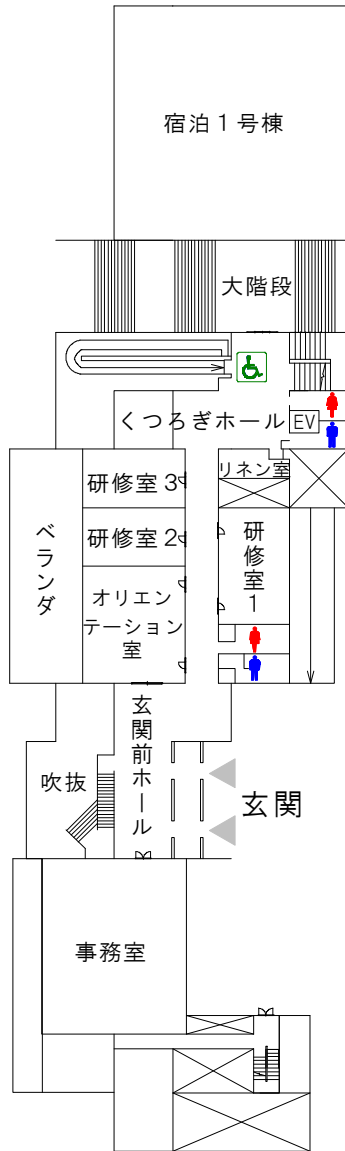 宿泊1号棟
大階段
くつろぎホール
EV
リネン室
研修室3
研修室2
研修室1
ベランダ
オリエン
テーション
室
玄関前ホール
吹抜
玄関
事務室